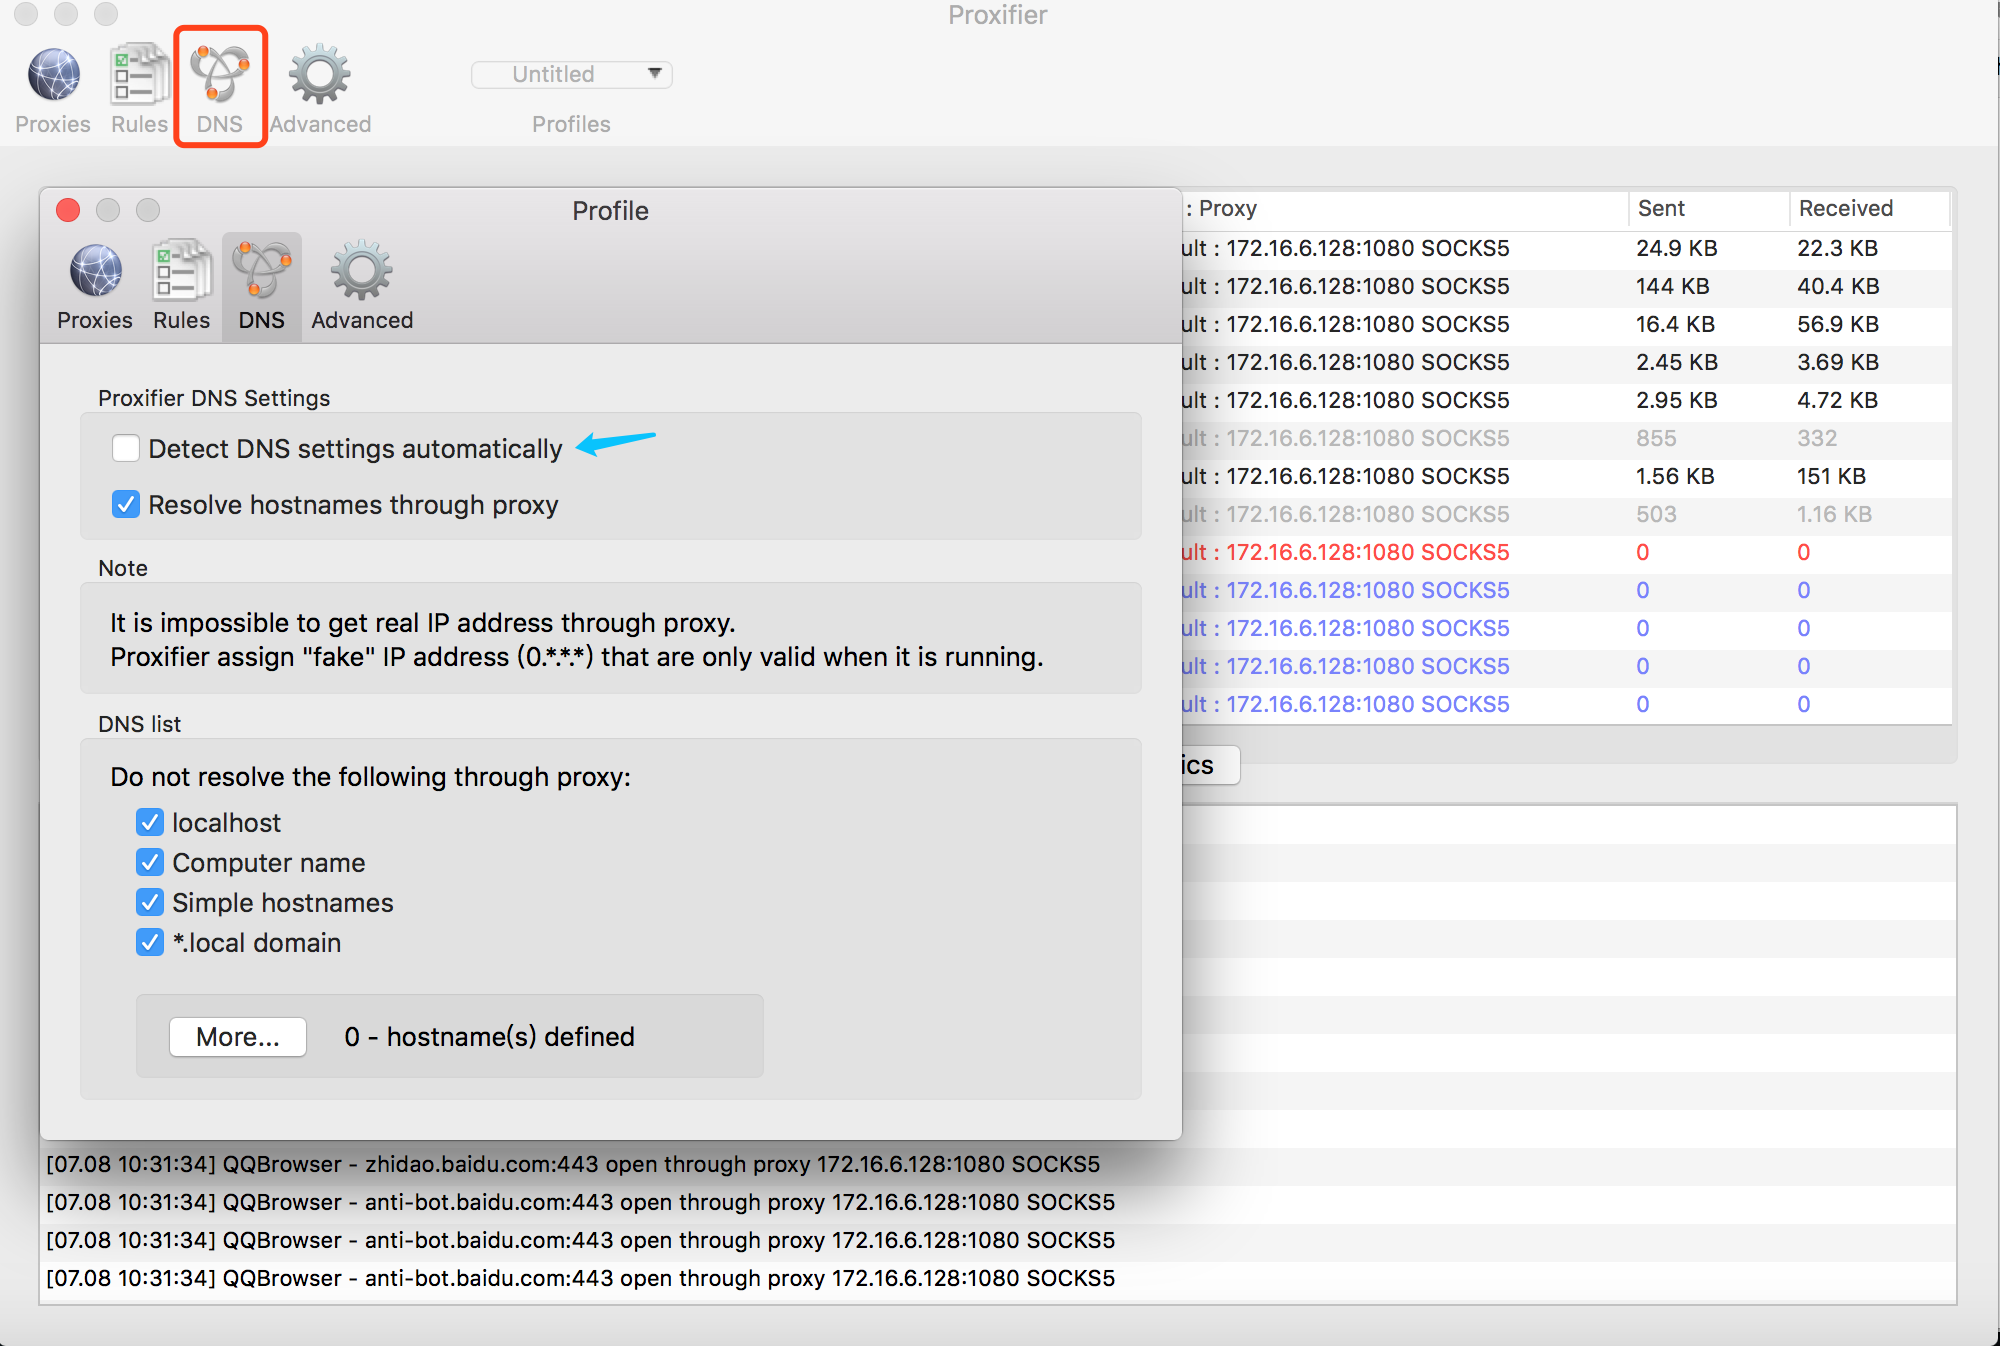 Proxifier
Proxies Rules DNS Advanced
Untitled
Profiles
Profile
Proxies Rules DNS Advanced
Proxifier DNS Settings
Detect DNS settings automatically
Resolve hostnames through proxy
Note
It is impossible to get real IP address through proxy.
Proxifier assign "fake" IP address (0.*.*.*) that are only valid when it is running.
DNS list
Do not resolve the following through proxy:
localhost
Computer name
Simple hostnames
*.local domain
More... 0 - hostname(s) defined
: Proxy Sent Received
ult : 172.16.6.128:1080 SOCKS5 24.9 KB 22.3 KB
ult : 172.16.6.128:1080 SOCKS5 144 KB 40.4 KB
ult : 172.16.6.128:1080 SOCKS5 16.4 KB 56.9 KB
ult : 172.16.6.128:1080 SOCKS5 2.45 KB 3.69 KB
ult : 172.16.6.128:1080 SOCKS5 2.95 KB 4.72 KB
ult : 172.16.6.128:1080 SOCKS5 855 332
ult : 172.16.6.128:1080 SOCKS5 1.56 KB 151 KB
ult : 172.16.6.128:1080 SOCKS5 503 1.16 KB
ult : 172.16.6.128:1080 SOCKS5 0 0
ult : 172.16.6.128:1080 SOCKS5 0 0
ult : 172.16.6.128:1080 SOCKS5 0 0
ult : 172.16.6.128:1080 SOCKS5 0 0
ult : 172.16.6.128:1080 SOCKS5 0 0
ics
[07.08 10:31:34] QQBrowser - zhidao.baidu.com:443 open through proxy 172.16.6.128:1080 SOCKS5
[07.08 10:31:34] QQBrowser - anti-bot.baidu.com:443 open through proxy 172.16.6.128:1080 SOCKS5
[07.08 10:31:34] QQBrowser - anti-bot.baidu.com:443 open through proxy 172.16.6.128:1080 SOCKS5
[07.08 10:31:34] QQBrowser - anti-bot.baidu.com:443 open through proxy 172.16.6.128:1080 SOCKS5